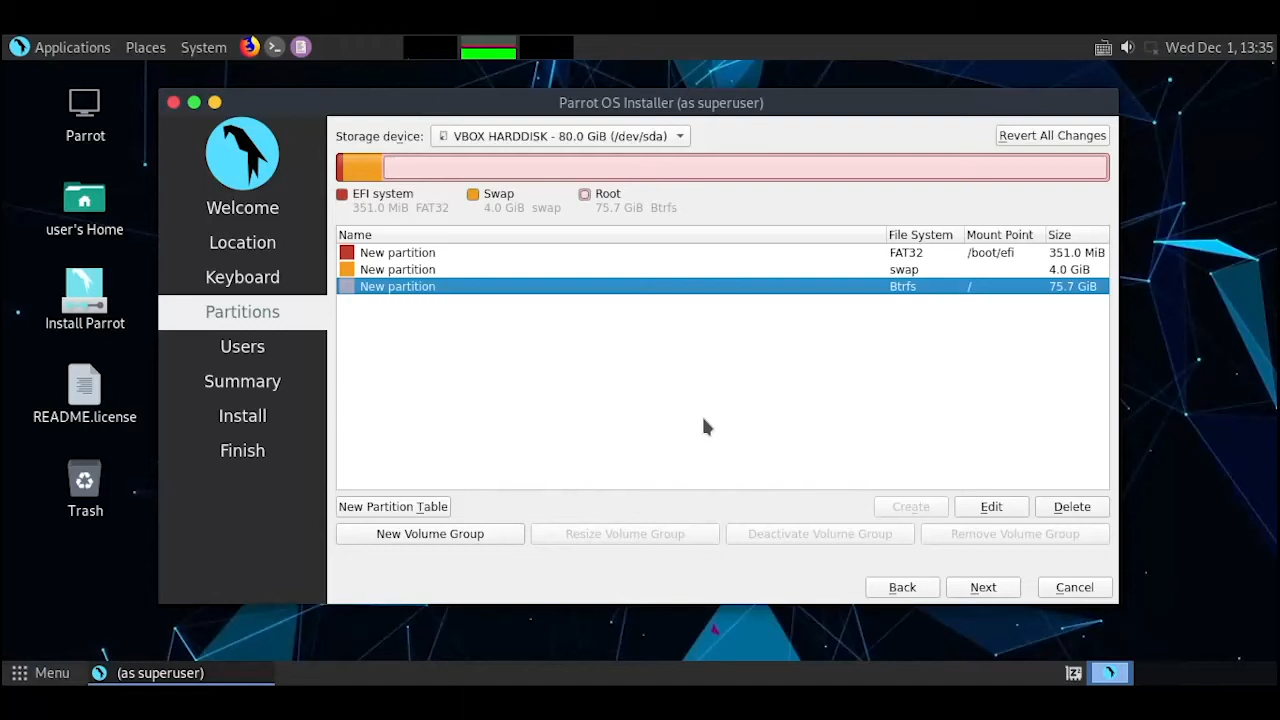 Applications Places System Wed Dec 1, 13:35
Parrot OS Installer (as superuser)
Parrot
user's Home
Install Parrot
README.license
Trash
Welcome
Location
Keyboard
Partitions
Users
Summary
Install
Finish
Storage device: VBOX HARDDISK - 80.0 GiB (/dev/sda) Revert All Changes
EFI system Swap Root
351.0 MiB FAT32 4.0 GiB swap 75.7 GiB Btrfs
Name File System Mount Point Size
New partition FAT32 /boot/efi 351.0 MiB
New partition swap 4.0 GiB
New partition Btrfs / 75.7 GiB
New Partition Table Create Edit Delete
New Volume Group Resize Volume Group Deactivate Volume Group Remove Volume Group
Back Next Cancel
Menu (as superuser)